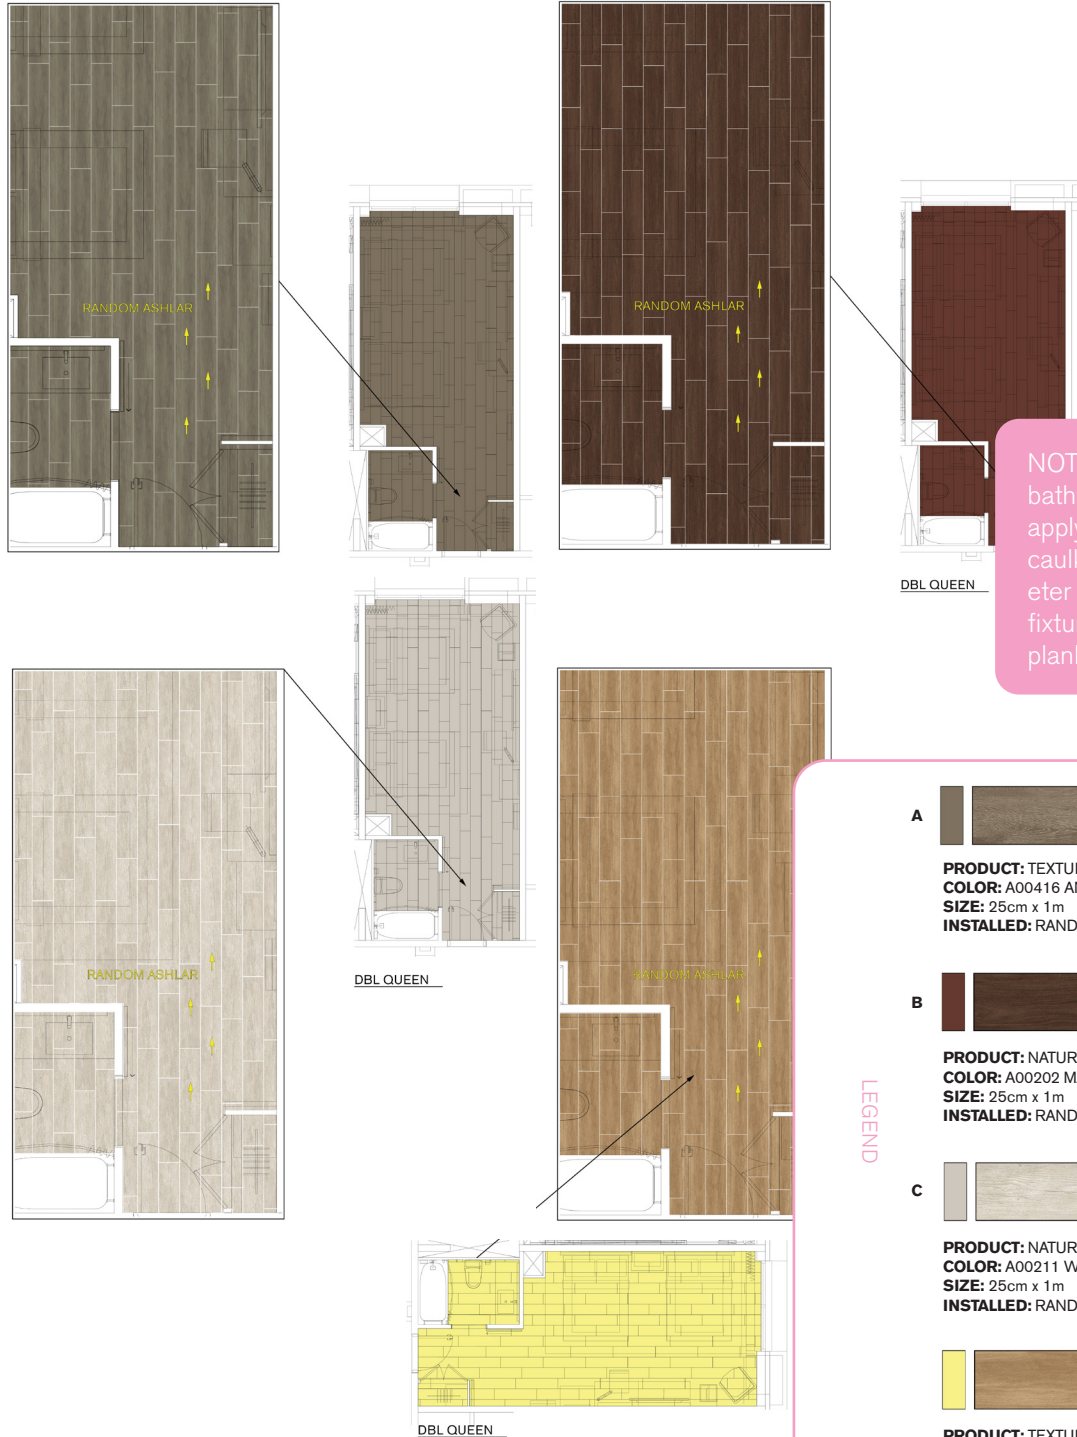 RANDOM ASHLAR
RANDOM ASHLAR
DBL QUEEN
NOT
bath
apply
caulk
eter
fixtu
plank
RANDOM ASHLAR
DBL QUEEN
RANDOM ASHLAR
DBL QUEEN
LEGEND
A
PRODUCT: TEXTU
COLOR: A00416 A
SIZE: 25cm x 1m
INSTALLED: RAND
B
PRODUCT: NATUR
COLOR: A00202 M
SIZE: 25cm x 1m
INSTALLED: RAND
C
PRODUCT: NATUR
COLOR: A00211 W
SIZE: 25cm x 1m
INSTALLED: RAND
PRODUCT: TEXTU